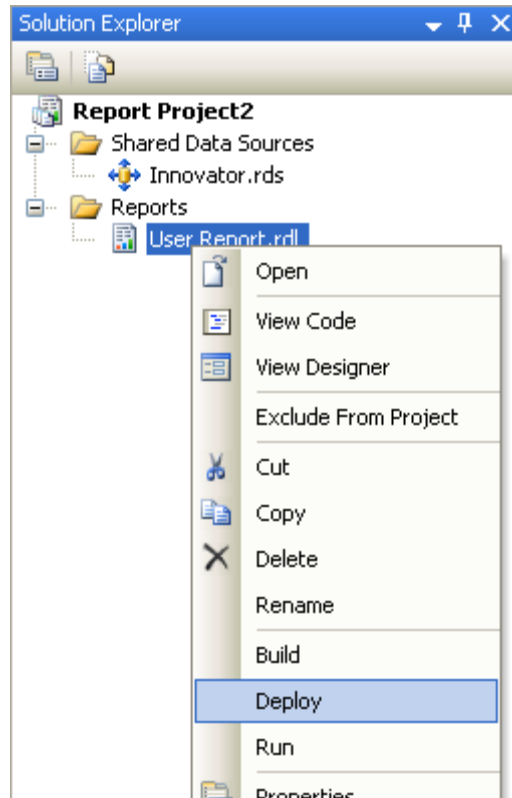 Solution Explorer
Report Project2
Shared Data Sources
Innovator.rds
Reports
User Report.rdl
Open
View Code
View Designer
Exclude From Project
Cut
Copy
Delete
Rename
Build
Deploy
Run
Properties